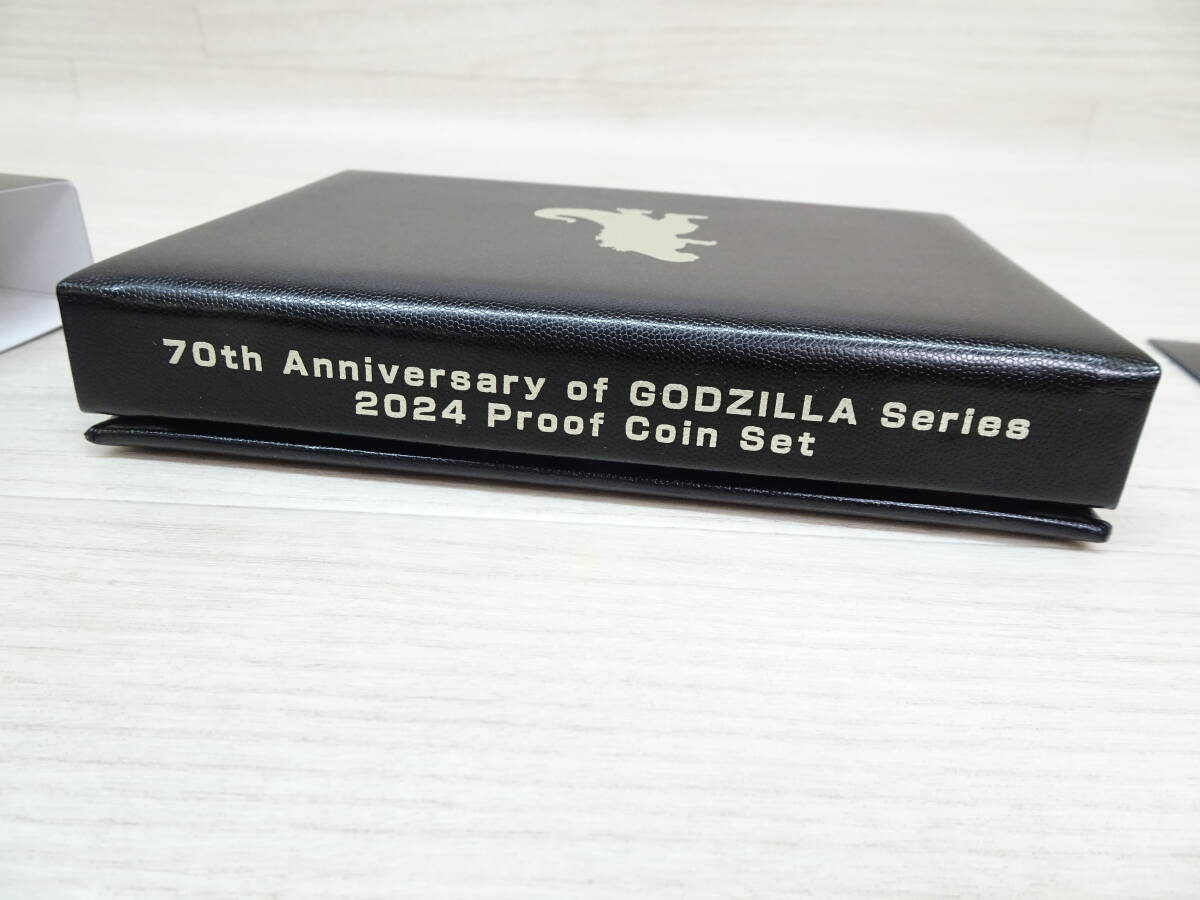 70th Anniversary of GODZILLA Series
2024 Proof Coin Set